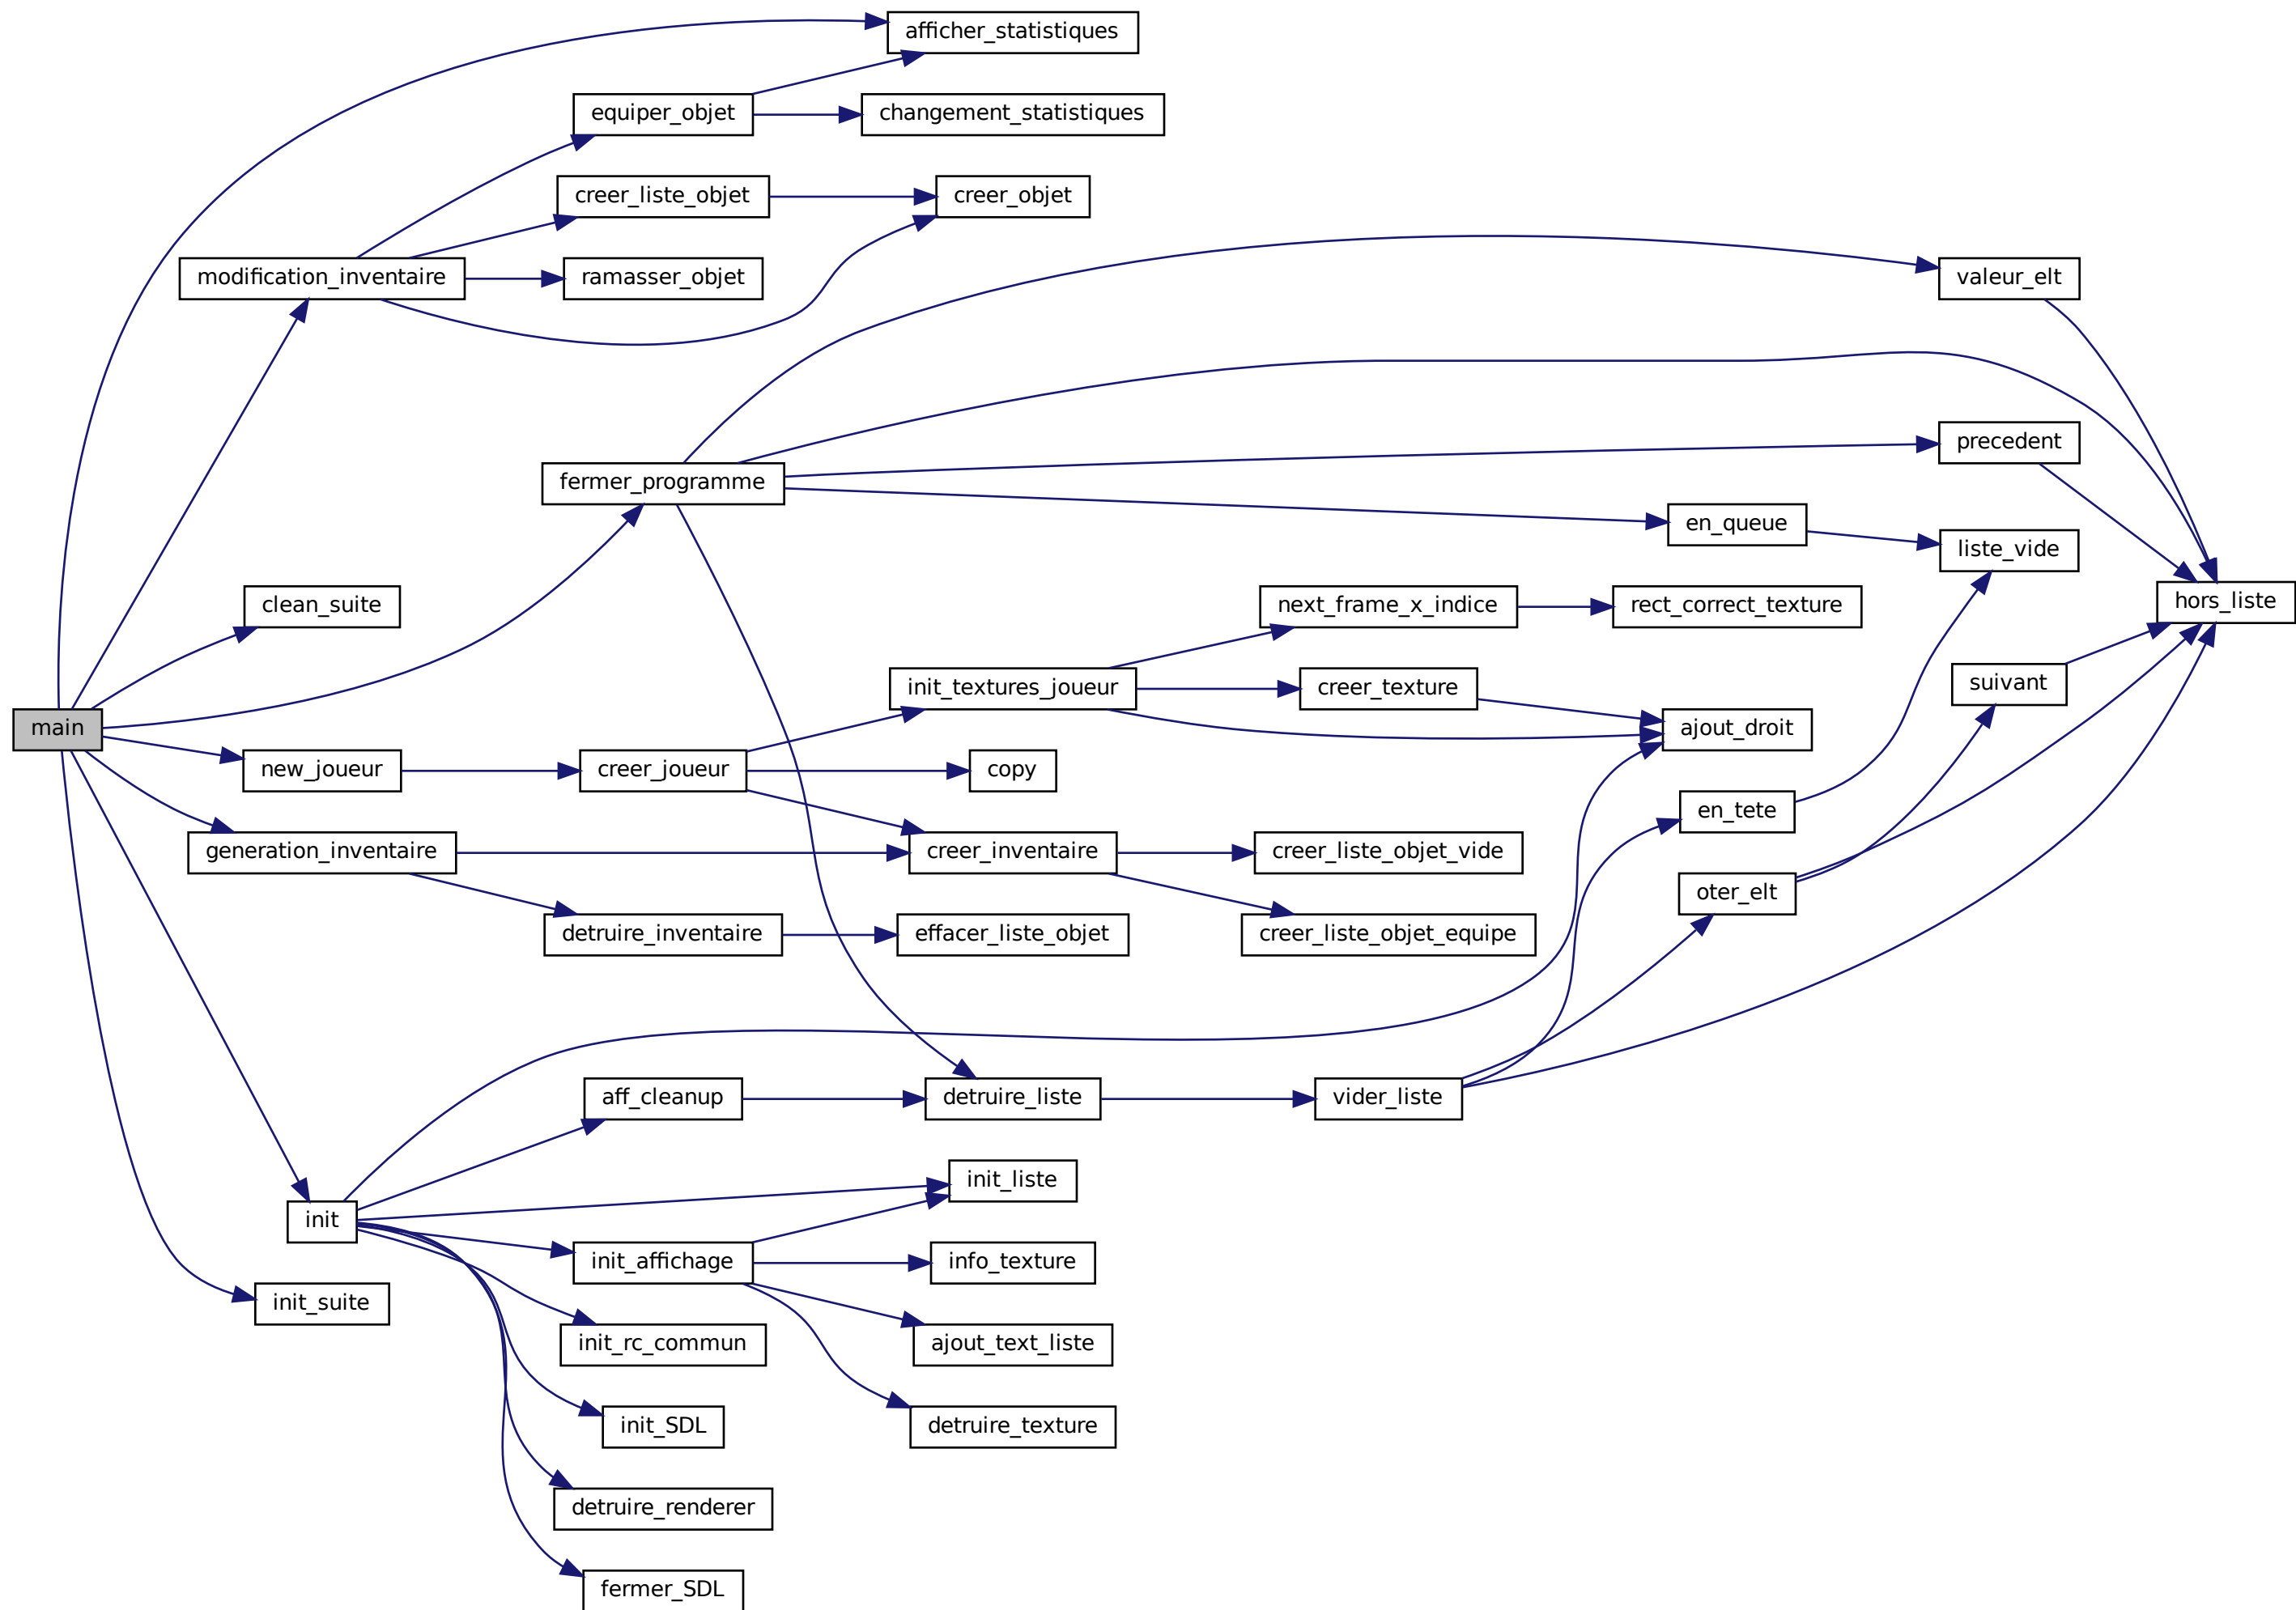 afficher_statistiques
equiper_objet
changement_statistiques
creer_liste_objet
creer_objet
modification_inventaire
ramasser_objet
valeur_elt
precedent
fermer_programme
en_queue
liste_vide
clean_suite
next_frame_x_indice
rect_correct_texture
hors_liste
init_textures_joueur
creer_texture
suivant
main
ajout_droit
new_joueur
creer_joueur
copy
en_tete
generation_inventaire
creer_inventaire
creer_liste_objet_vide
oter_elt
detruire_inventaire
effacer_liste_objet
creer_liste_objet_equipe
aff_cleanup
detruire_liste
vider_liste
init_liste
init
init_affichage
info_texture
init_suite
init_rc_commun
ajout_text_liste
init_SDL
detruire_texture
detruire_renderer
fermer_SDL